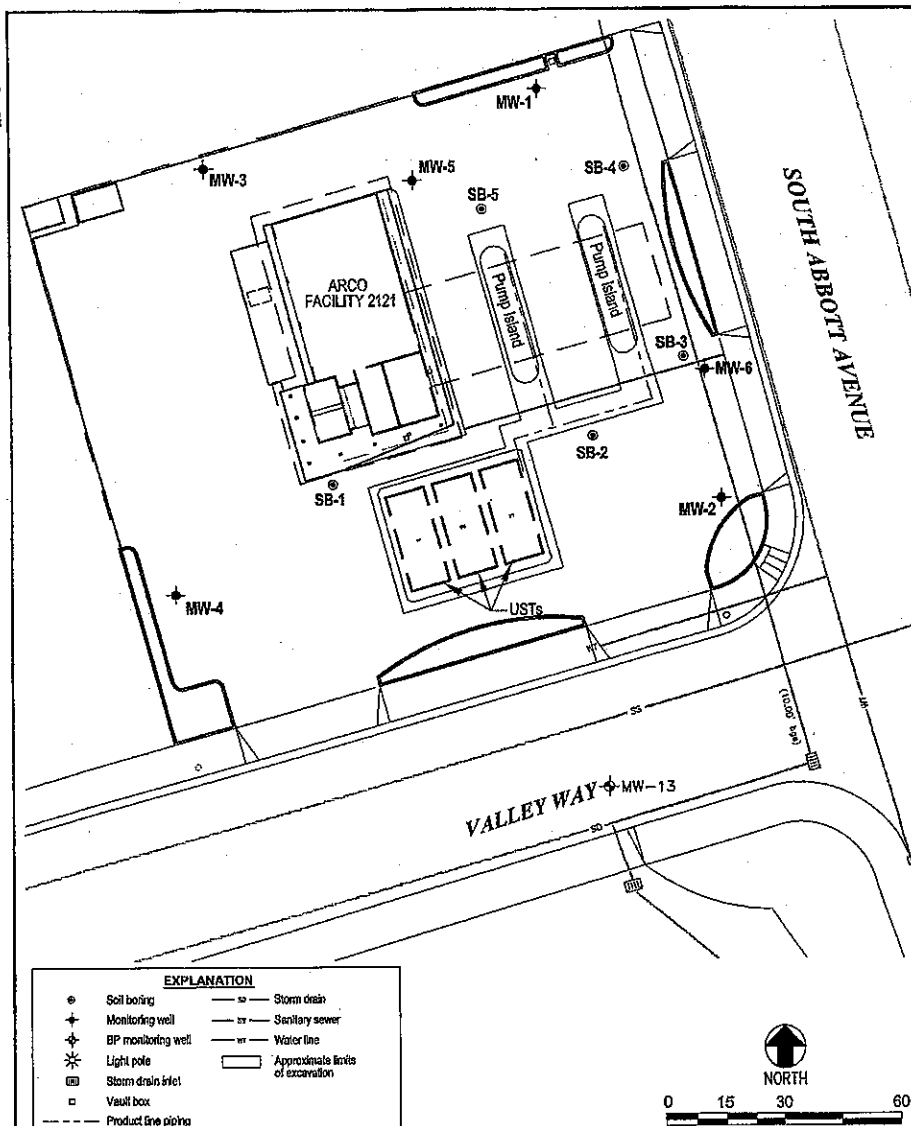 MW-1
MW-3
MW-5
SB-4
SB-5
ARCO
FACILITY 2121
Pump Island
Pump Island
SOUTH ABBOTT AVENUE
SB-3
MW-6
SB-2
SB-1
MW-2
MW-4
USTs
WT
SS
MW-13
VALLEY WAY
SD
EXPLANATION
Soil boring
Monitoring well
BP monitoring well
Light pole
Storm drain inlet
Vault box
Product line piping
SD Storm drain
Sanitary sewer
WT Water line
Approximate limits
of excavation
NORTH
0 15 30 60